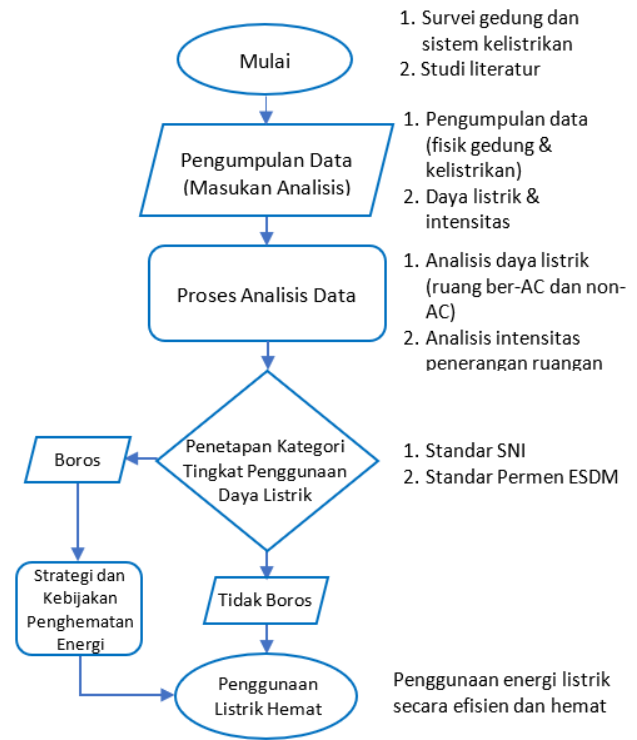 Mulai
1. Survei gedung dan
sistem kelistrikan
2. Studi literatur
Pengumpulan Data
(Masukan Analisis)
1. Pengumpulan data
(fisik gedung &
kelistrikan)
2. Daya listrik &
intensitas
Proses Analisis Data
1. Analisis daya listrik
(ruang ber-AC dan non-
AC)
2. Analisis intensitas
penerangan ruangan
Penetapan Kategori
Tingkat Penggunaan
Daya Listrik
1. Standar SNI
2. Standar Permen ESDM
Boros
Strategi dan
Kebijakan
Penghematan
Energi
Tidak Boros
Penggunaan
Listrik Hemat
Penggunaan energi listrik
secara efisien dan hemat